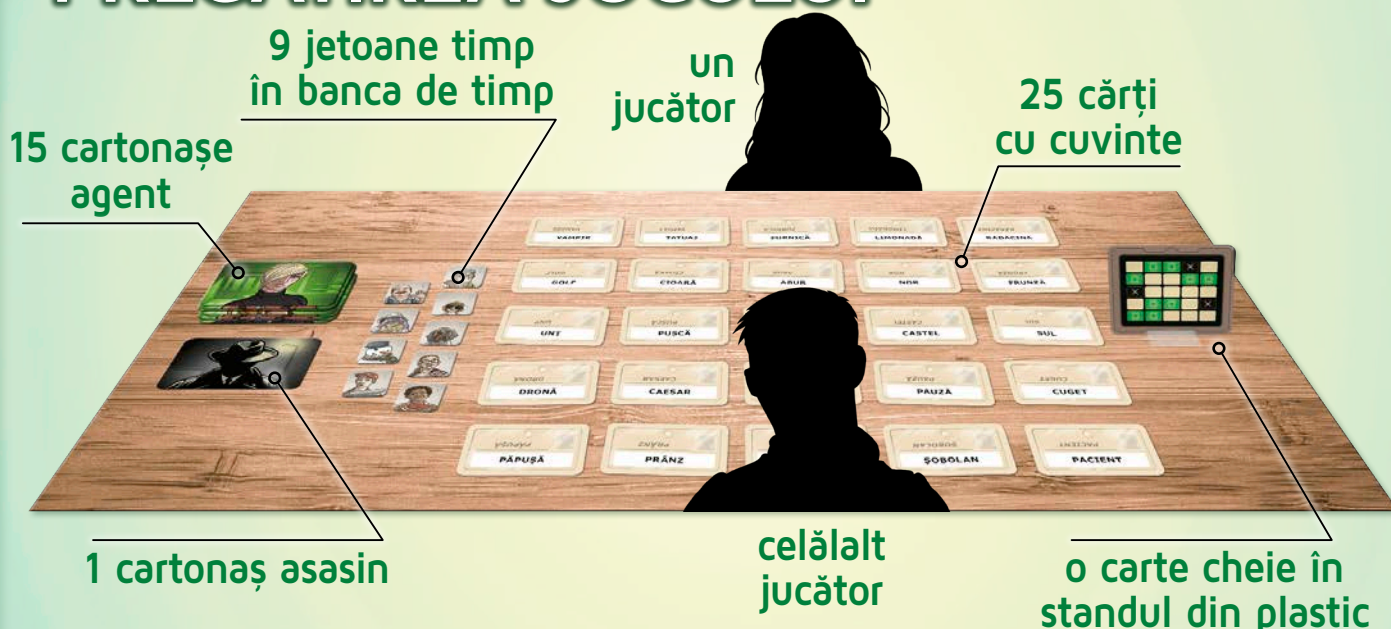 PREGĂTIREA JOCULUI
9 jetoane timp
în banca de timp
un
jucător
25 cărți
cu cuvinte
15 cartonașe
agent
VAMPIR
TATUAJ
FURNICĂ
LIMONADĂ
RĂDĂCINĂ
GOLF
CIOARĂ
ABUR
NOR
FRUNZĂ
UNT
PUȘCĂ
CASTEL
SUL
DRONĂ
CAESAR
PAUZĂ
CUGET
PĂPUȘĂ
PRÂNZ
ȘOBOLAN
PACIENT
1 cartonaș asasin
celălalt
jucător
o carte cheie în
standul din plastic